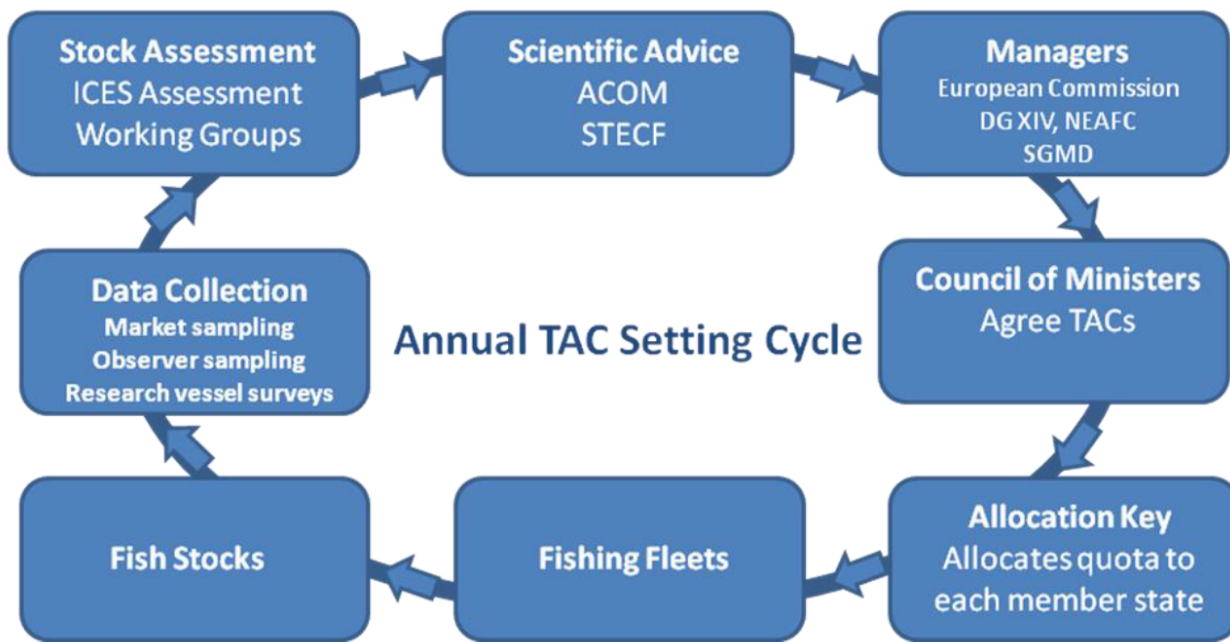 Stock Assessment
ICES Assessment
Working Groups
Scientific Advice
ACOM
STECF
Managers
European Commission
DG XIV, NEAFC
SGMD
Data Collection
Market sampling
Observer sampling
Research vessel surveys
Annual TAC Setting Cycle
Council of Ministers
Agree TACs
Fish Stocks
Fishing Fleets
Allocation Key
Allocates quota to
each member state